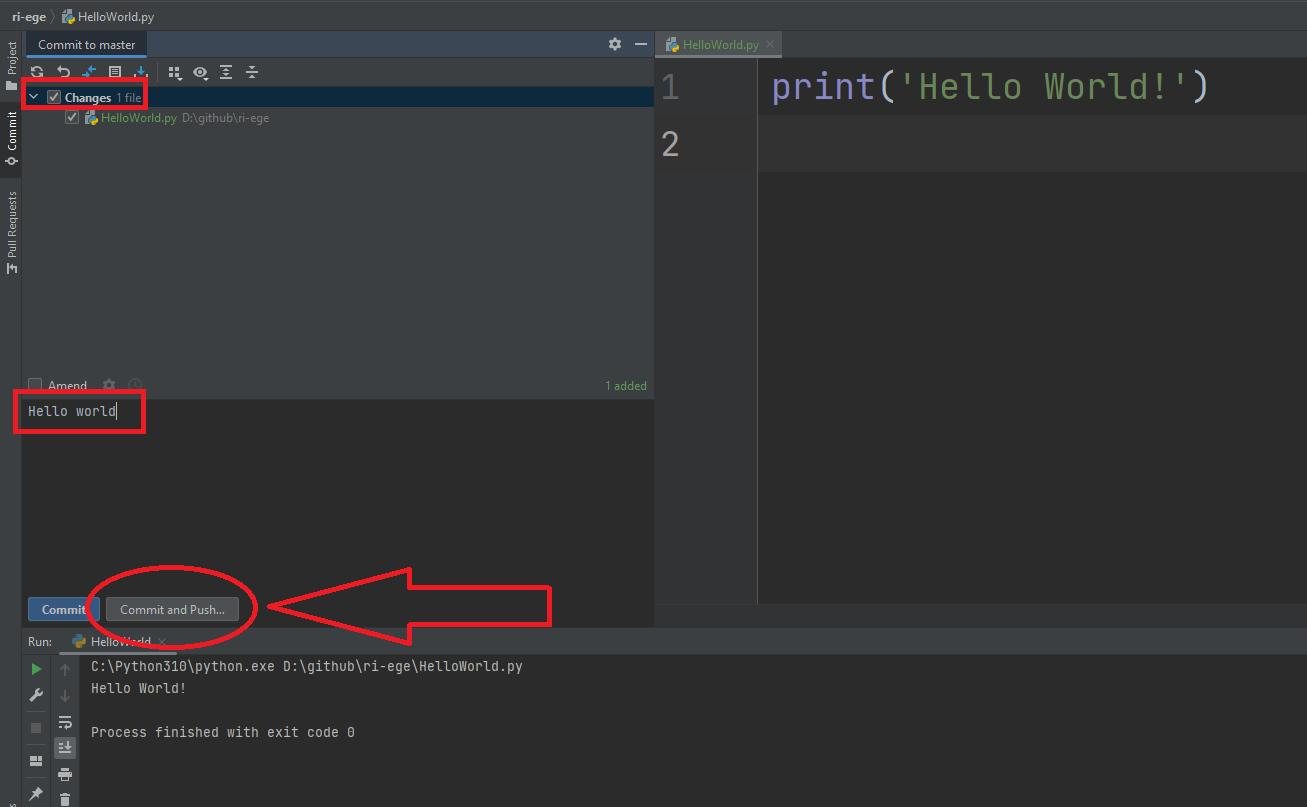 ri-ege HelloWorld.py
Project
Commit
Pull Requests
Commit to master
Changes 1 file
HelloWorld.py D:\github\ri-ege
Amend
1 added
Hello world
Commit
Commit and Push...
HelloWorld.py
1 print('Hello World!')
2
Run: HelloWorld
C:\Python310\python.exe D:\github\ri-ege\HelloWorld.py
Hello World!
Process finished with exit code 0